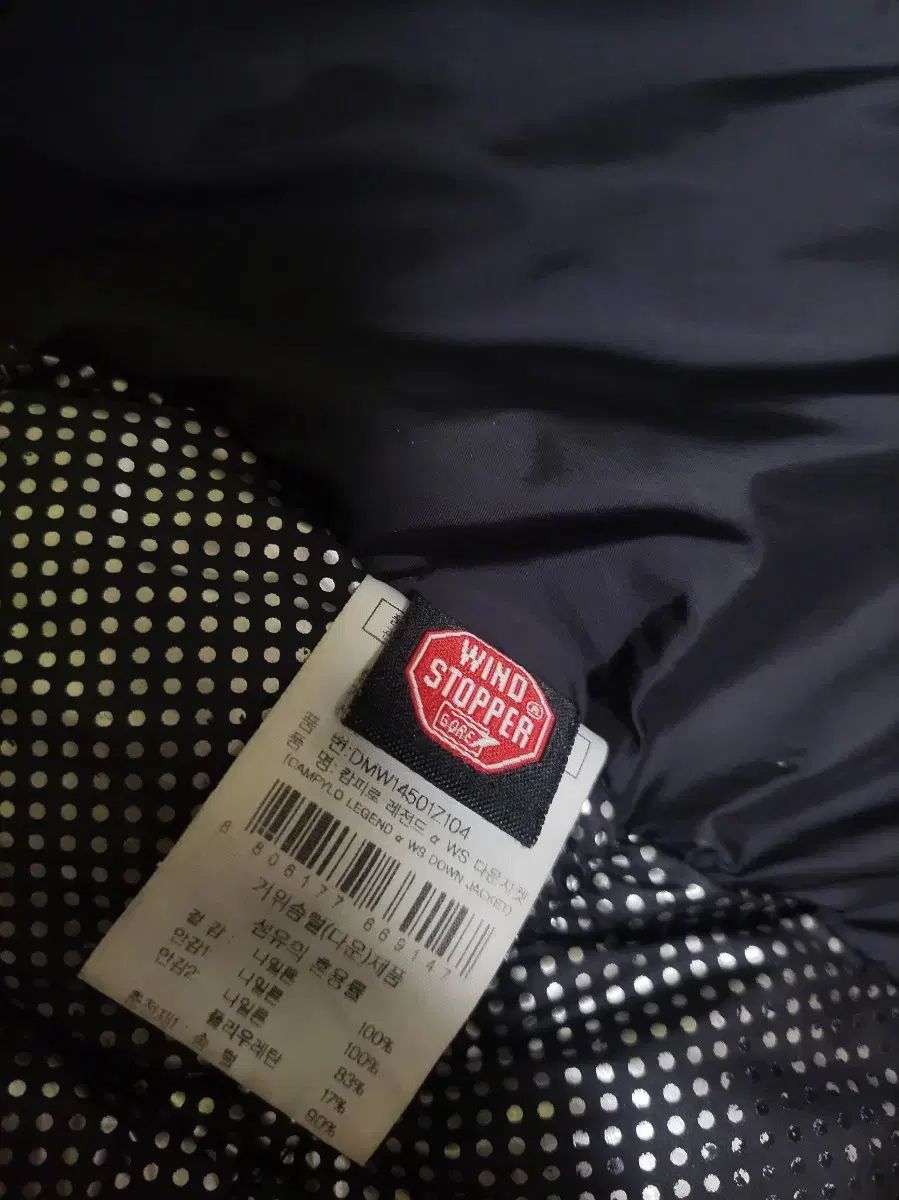 WIND
STOPPER®
GORE
품 번:DMW14501Z104
품 명: 캄피로 레전드 α WS 다운자켓
(CAMPYLO LEGEND α WS DOWN JACKET)
8 806177 669147
거위솜털(다운)제품
섬유의 혼용률
겉 감 : 나일론 100%
안감1 나일론 100%
안감2: 나일론 83%
폴리우레탄 17%
충전재1: 솜 털 90%